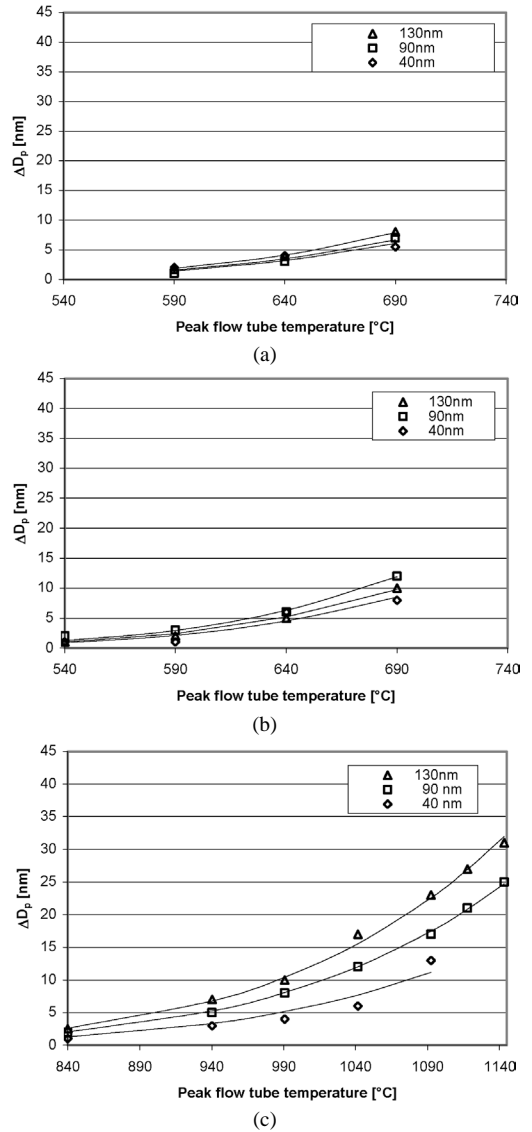 45
40
35
30
25
20
15
10
5
0
ΔDp [nm]
130nm
90nm
40nm
540 590 640 690 740
Peak flow tube temperature [°C]
(a)
45
40
35
30
25
20
15
10
5
0
ΔDp [nm]
130nm
90nm
40nm
540 590 640 690 740
Peak flow tube temperature [°C]
(b)
45
40
35
30
25
20
15
10
5
0
ΔDp [nm]
130nm
90 nm
40 nm
840 890 940 990 1040 1090 1140
Peak flow tube temperature [°C]
(c)